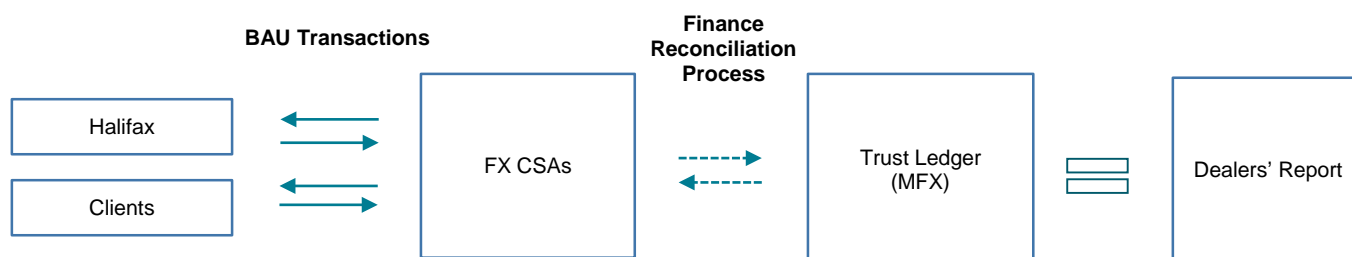 BAU Transactions
Finance
Reconciliation
Process
Halifax
Clients
FX CSAs
Trust Ledger
(MFX)
Dealers’ Report